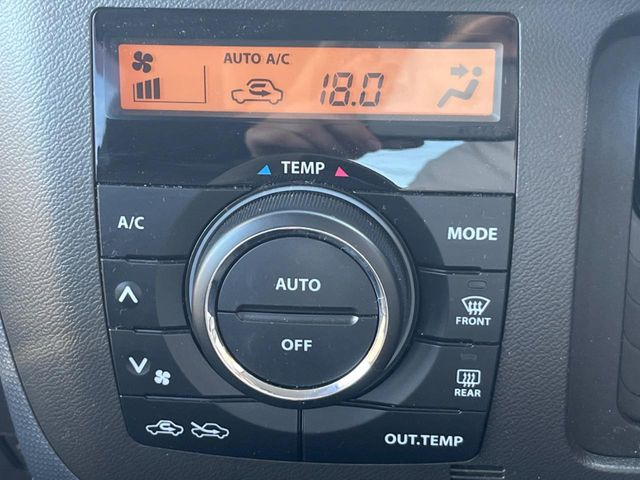 AUTO A/C
18.0
TEMP
A/C
MODE
AUTO
OFF
FRONT
REAR
OUT.TEMP